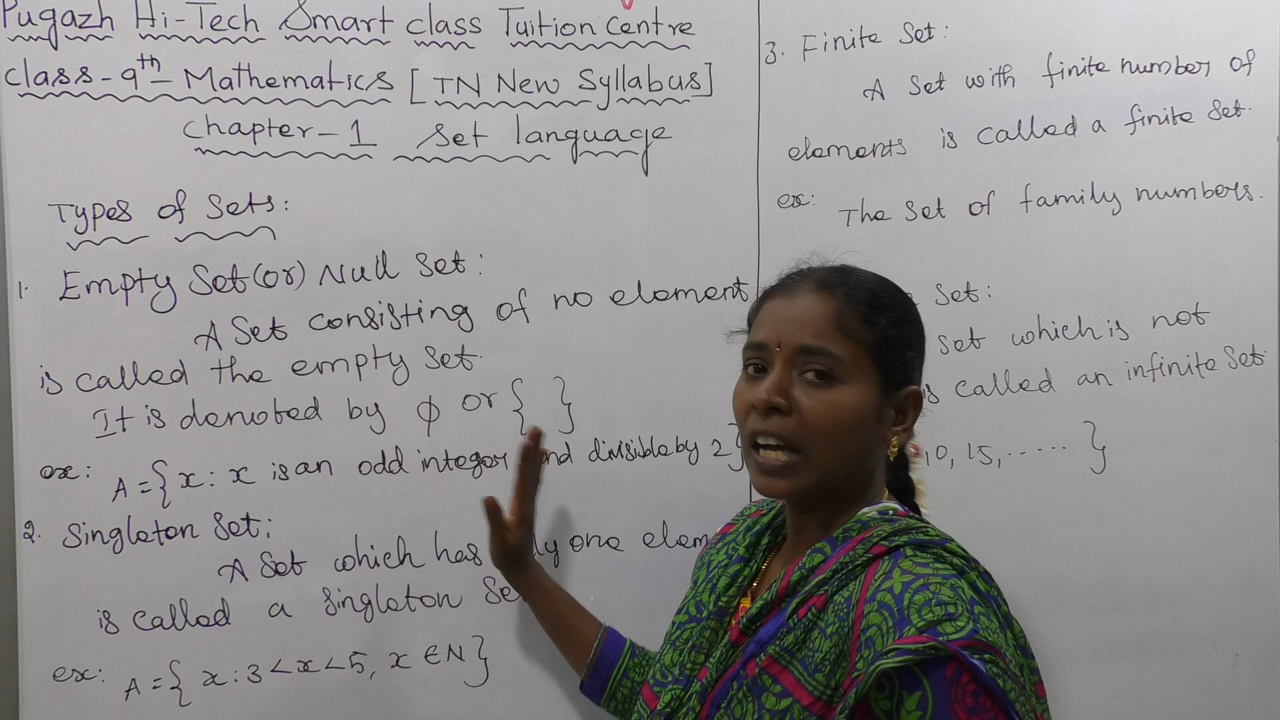 Pugazh Hi-Tech Smart class Tuition centre
class-9th Mathematics [TN New Syllabus]
chapter-1 Set language
Types of Sets:
1. Empty Set(or) Null Set:
A Set consisting of no element
is called the empty set.
It is denoted by ϕ or { }
ex: A={x: x is an odd integer and divisible by 2}
2. Singleton Set:
A Set which has only one elem
is called a singleton Se
ex: A={x:3<x<5, x∈N}
3. Finite Set:
A Set with finite number of
elements is called a finite Set.
ex: The Set of family numbers.
Set:
Set which is not
is called an infinite Set
10, 15,......}